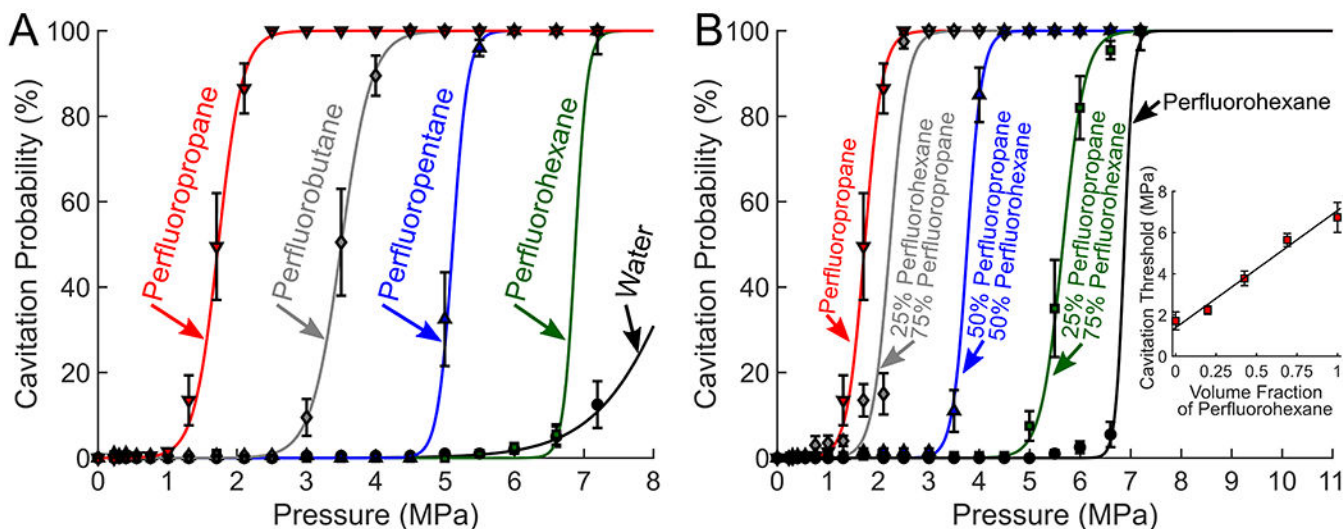 A
Cavitation Probability (%)
100
80
60
40
20
0
Perfluoropropane
Perfluorobutane
Perfluoropentane
Perfluorohexane
Water
0 1 2 3 4 5 6 7 8
Pressure (MPa)
B
Cavitation Probability (%)
100
80
60
40
20
0
Perfluoropropane
25% Perfluorohexane
75% Perfluoropropane
50% Perfluoropropane
50% Perfluorohexane
25% Perfluoropropane
75% Perfluorohexane
Perfluorohexane
0 1 2 3 4 5 6 7 8 9 10 11
Pressure (MPa)
Cavitation Threshold (MPa)
8
6
4
2
0
0 0.25 0.50 0.75 1
Volume Fraction
of Perfluorohexane